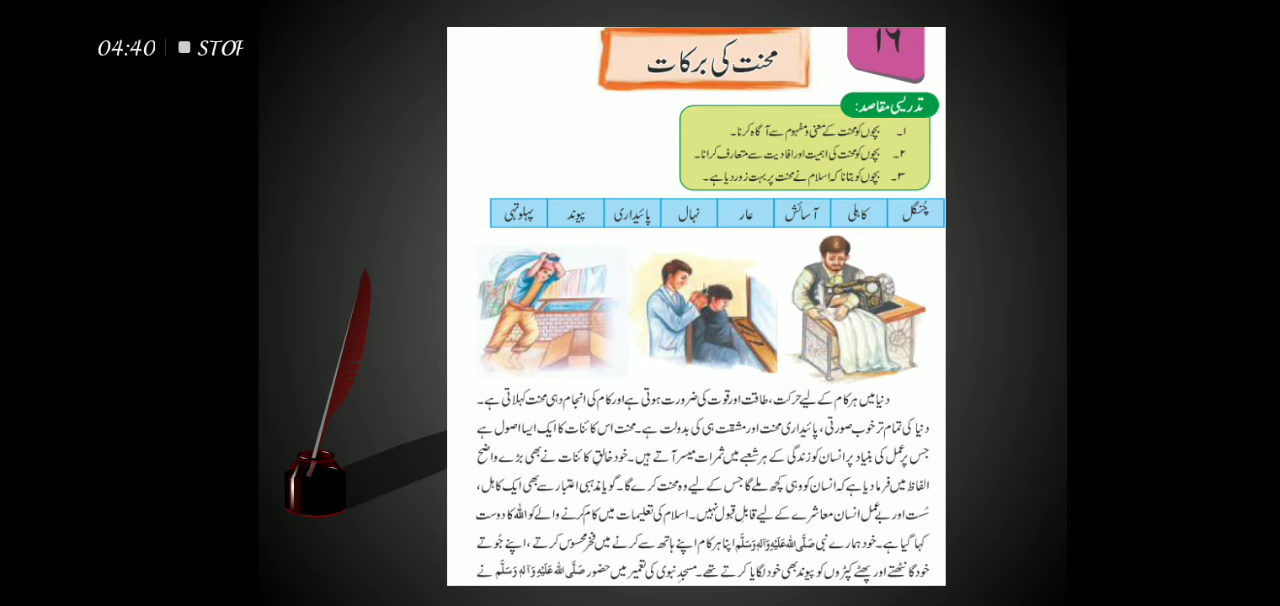 04:40
STOP
۱۶
محنت کی برکات
تدریسی مقاصد:
۱۔ بچوں کو محنت کے معنی و مفہوم سے آگاہ کرنا۔
۲۔ بچوں کو محنت کی اہمیت اور افادیت سے متعارف کرانا۔
۳۔ بچوں کو بتانا کہ اسلام نے محنت پر بہت زور دیا ہے۔
چُنگل کاہلی آسائش عار نہال پائیداری پیوند پہلوتہی
دنیا میں ہر کام کے لیے حرکت، طاقت اور قوت کی ضرورت ہوتی ہے اور کام کی انجام دہی محنت کہلاتی ہے۔
دنیا کی تمام تر خوب صورتی، پائیداری محنت اور مشقت ہی کی بدولت ہے۔ محنت اس کائنات کا ایک ایسا اصول ہے
جس پر عمل کی بنیاد پر انسان کو زندگی کے ہر شعبے میں ثمرات میسر آتے ہیں۔ خود خالقِ کائنات نے بھی بڑے واضح
الفاظ میں فرما دیا ہے کہ انسان کو وہی کچھ ملے گا جس کے لیے وہ محنت کرے گا۔ گویا مذہبی اعتبار سے بھی ایک کاہل،
سُست اور بے عمل انسان معاشرے کے لیے قابلِ قبول نہیں۔ اسلام کی تعلیمات میں کام کرنے والے کو اللہ کا دوست
کہا گیا ہے۔ خود ہمارے نبی صَلَّی اللہُ عَلَیْہِ وَآلِہٖ وَسَلَّم اپنا ہر کام اپنے ہاتھ سے کرنے میں فخر محسوس کرتے، اپنے جُوتے
خود گانٹھتے اور پھٹے کپڑوں کو پیوند بھی خود لگایا کرتے تھے۔ مسجدِ نبوی کی تعمیر میں حضور صَلَّی اللہُ عَلَیْہِ وَآلِہٖ وَسَلَّم نے